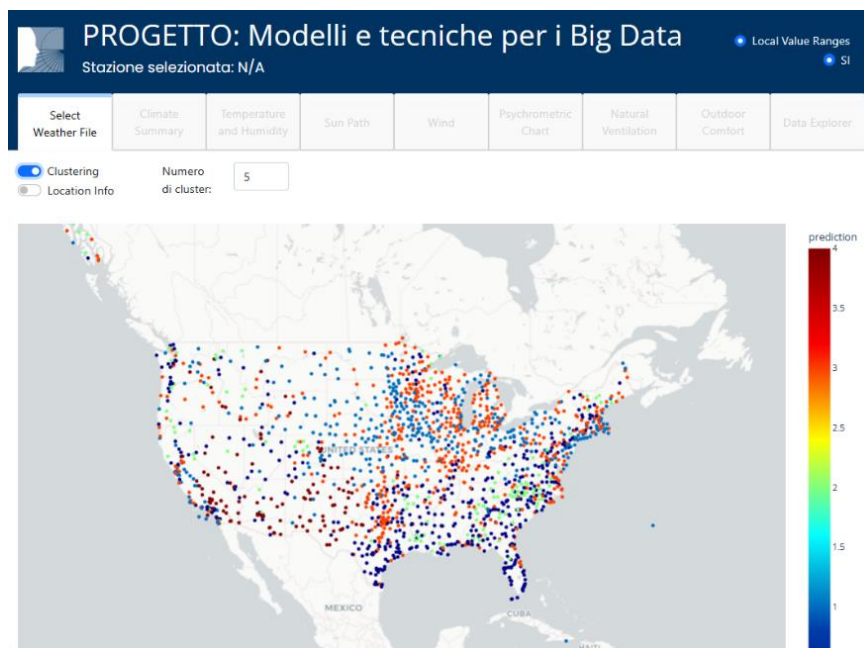 PROGETTO: Modelli e tecniche per i Big Data
Stazione selezionata: N/A
Local Value Ranges
SI
Select
Weather File
Climate
Summary
Temperature
and Humidity
Sun Path
Wind
Psychrometric
Chart
Natural
Ventilation
Outdoor
Comfort
Data Explorer
Clustering
Location Info
Numero
di cluster:
5
prediction
4
3.5
3
2.5
2
1.5
1
UNITED STATES
MEXICO
CUBA
HAITI